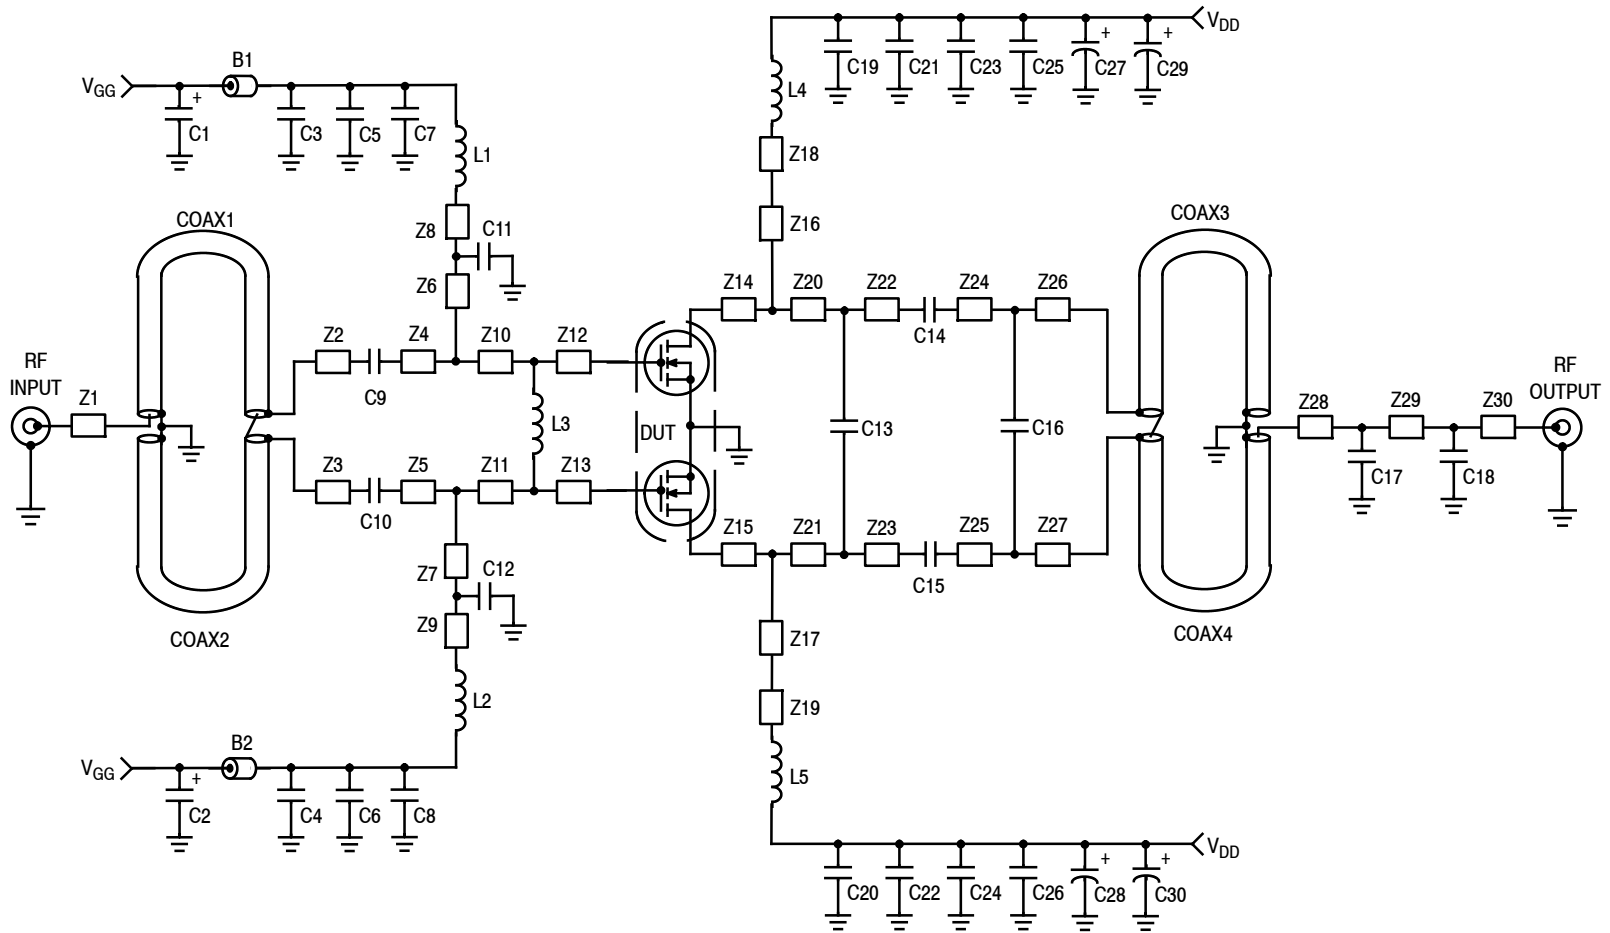 VDD
C19 C21 C23 C25 + C27 + C29
L4
B1
VGG
+
C1 C3 C5 C7
L1
Z18
COAX1
Z8 C11
Z16
COAX3
Z6
Z14 Z20 Z22 Z24 Z26
C14
Z2 Z4 Z10 Z12
RF
INPUT
Z1
C9
L3
DUT
C13
C16
RF
OUTPUT
Z28 Z29 Z30
C17 C18
Z3 Z5 Z11 Z13
C10
Z15 Z21 Z23 Z25 Z27
C15
Z7 C12
Z9
COAX2
COAX4
Z17
Z19
L2
B2
VGG
+
C2 C4 C6 C8
L5
VDD
C20 C22 C24 C26 + C28 + C30